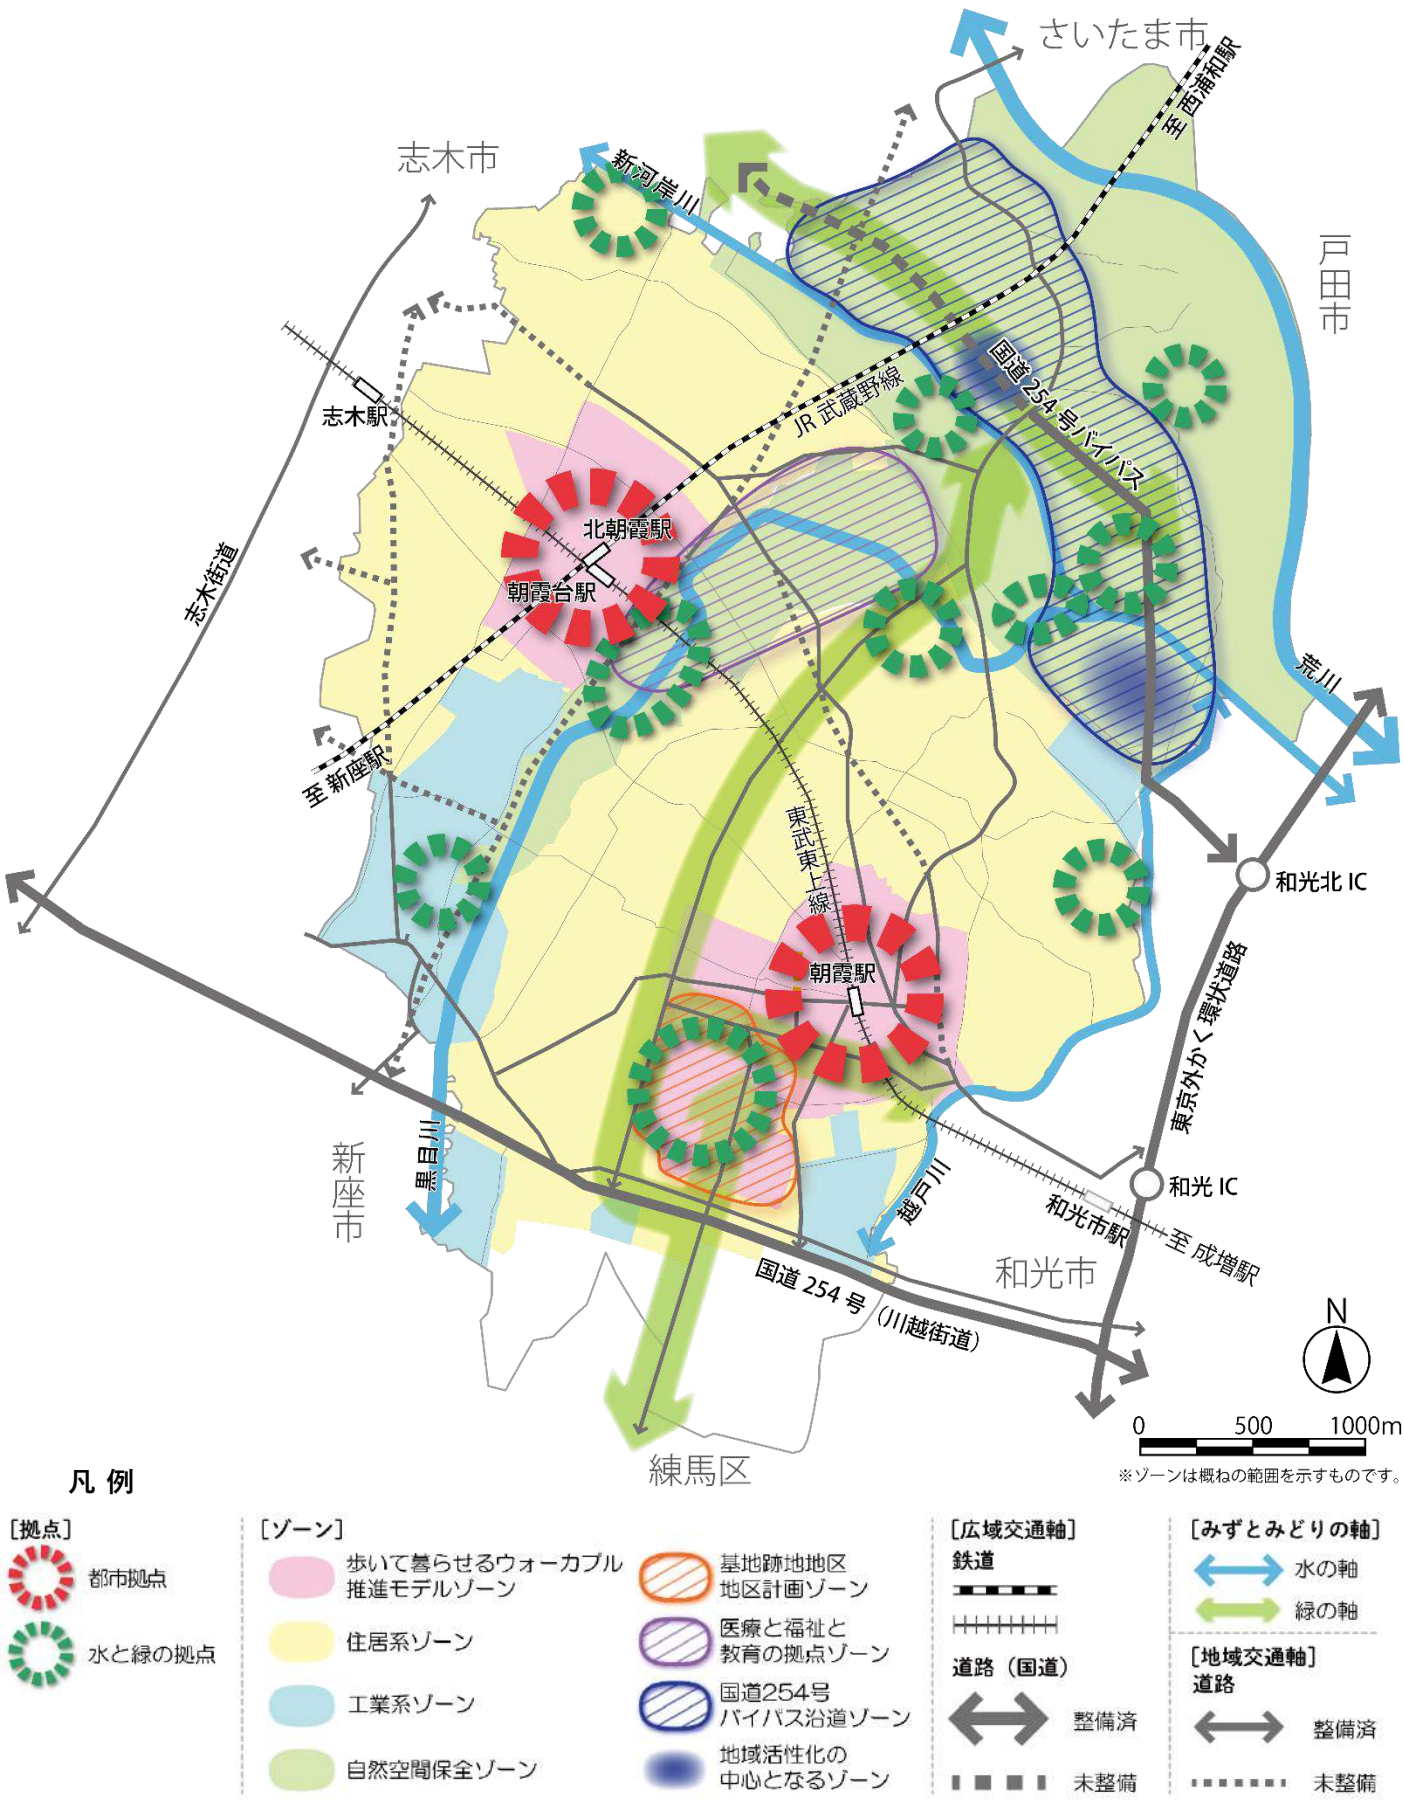 さいたま市
至 西浦和駅
志木市
新河岸川
戸田市
国道 254 号バイパス
JR 武蔵野線
志木駅
北朝霞駅
朝霞台駅
志木街道
荒川
至 新座駅
東武東上線
和光北 IC
朝霞駅
東京外かく環状道路
新座市
黒目川
越戸川
和光 IC
和光市駅
至 成増駅
和光市
国道 254 号（川越街道）
練馬区
N
0 500 1000m
※ゾーンは概ねの範囲を示すものです。
凡 例
[拠点]
都市拠点
水と緑の拠点
[ゾーン]
歩いて暮らせるウォーカブル
推進モデルゾーン
住居系ゾーン
工業系ゾーン
自然空間保全ゾーン
基地跡地地区
地区計画ゾーン
医療と福祉と
教育の拠点ゾーン
国道254号
バイパス沿道ゾーン
地域活性化の
中心となるゾーン
[広域交通軸]
鉄道
道路（国道）
整備済
未整備
[みずとみどりの軸]
水の軸
緑の軸
[地域交通軸]
道路
整備済
未整備